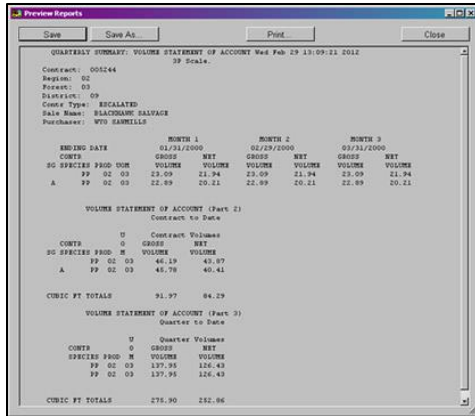 Preview Reports
Save Save As... Print... Close
QUARTERLY SUMMARY: VOLUME STATEMENT OF ACCOUNT Wed Feb 29 13:09:21 2012
3P Scale.
Contract: 005244
Region: 02
Forest: 03
District: 09
Contr Type: ESCALATED
Sale Name: BLACKHAWK SALVAGE
Purchaser: WYO SAWMILLS
MONTH 1 MONTH 2 MONTH 3
ENDING DATE 01/31/2000 02/29/2000 03/31/2000
CONTR GROSS NET GROSS NET GROSS NET
SG SPECIES PROD UOM VOLUME VOLUME VOLUME VOLUME VOLUME VOLUME
PP 02 03 23.09 21.94 23.09 21.94 23.09 21.94
A PP 02 03 22.89 20.21 22.89 20.21 22.89 20.21
VOLUME STATEMENT OF ACCOUNT (Part 2)
Contract to Date
U Contract Volumes
CONTR O GROSS NET
SG SPECIES PROD M VOLUME VOLUME
PP 02 03 46.19 43.87
A PP 02 03 45.78 40.41
CUBIC FT TOTALS 91.97 84.29
VOLUME STATEMENT OF ACCOUNT (Part 3)
Quarter to Date
U Quarter Volumes
CONTR O GROSS NET
SPECIES PROD M VOLUME VOLUME
PP 02 03 137.95 126.43
PP 02 03 137.95 126.43
CUBIC FT TOTALS 275.90 252.86